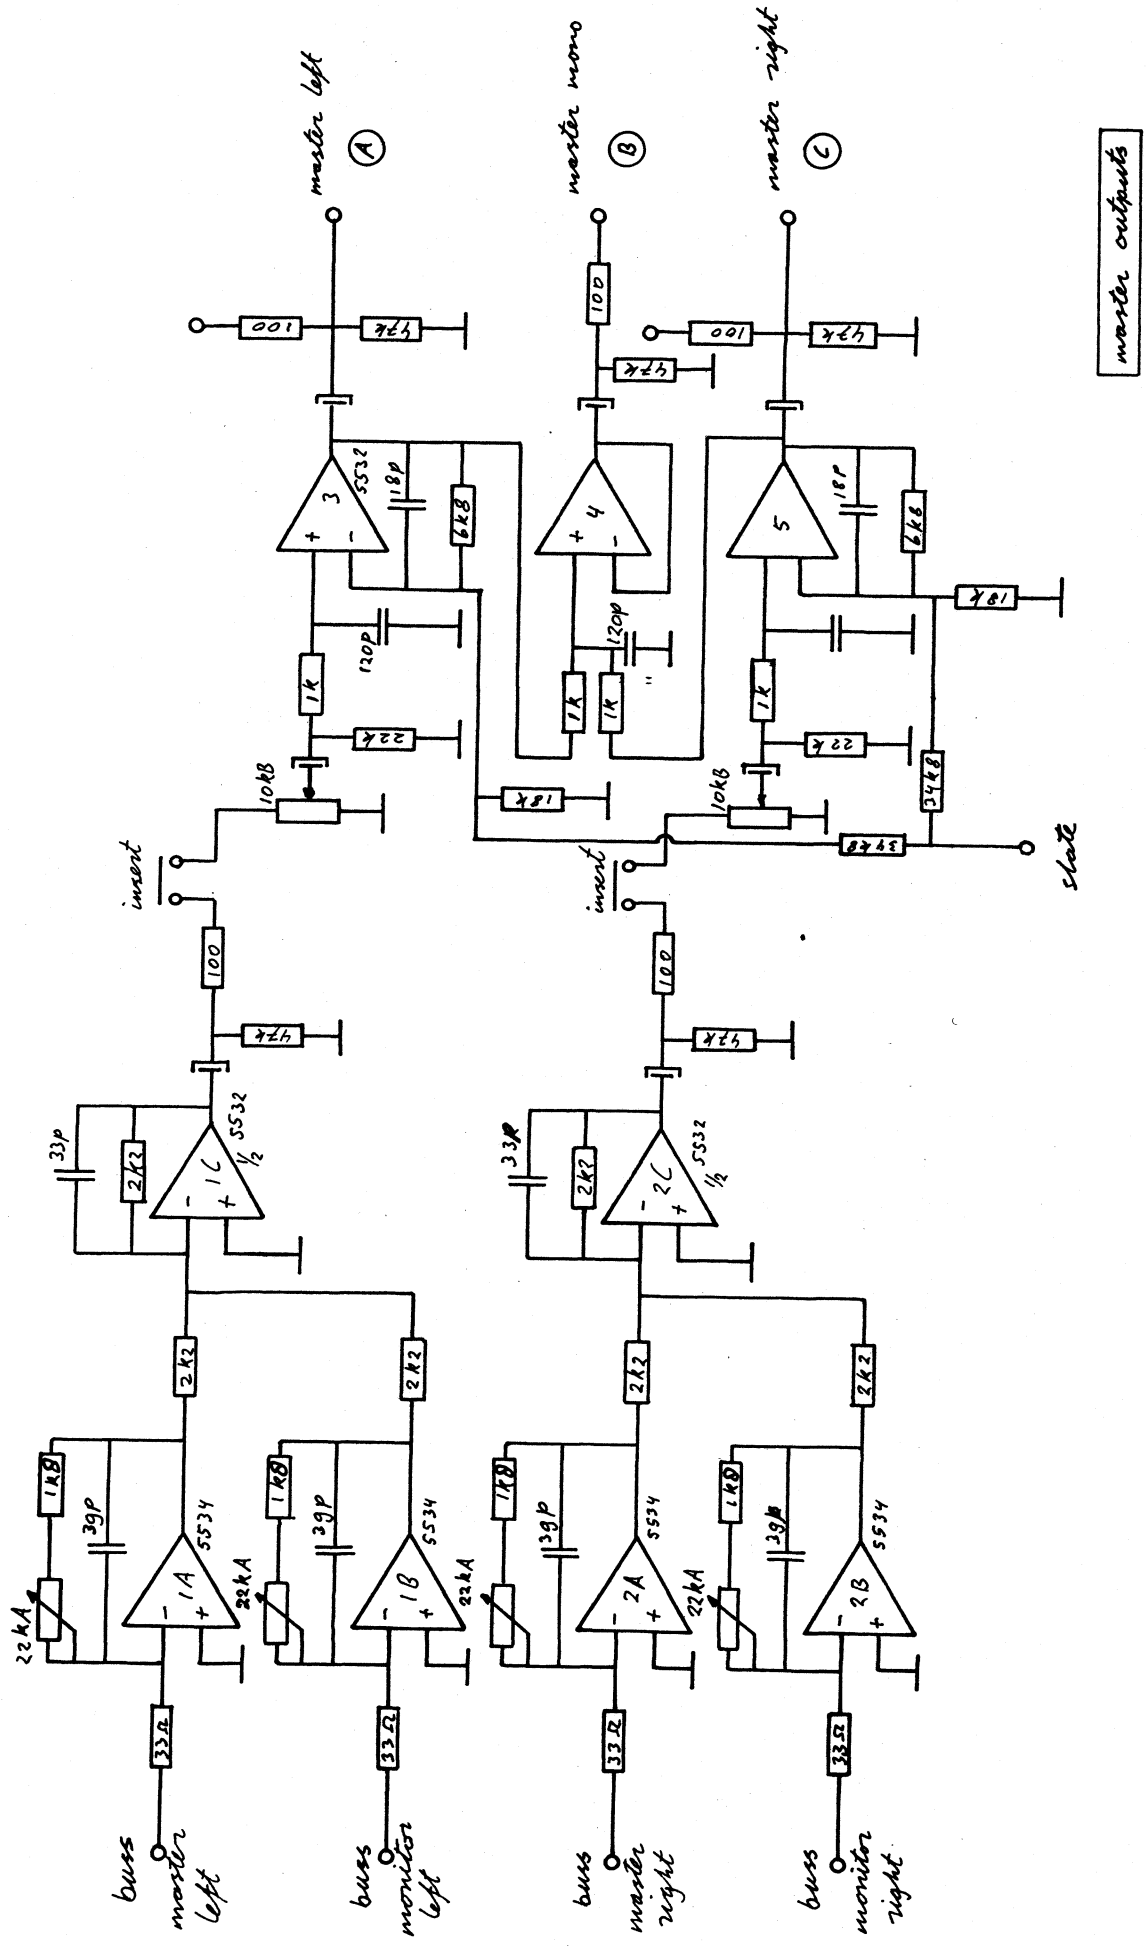 buss
master
left
33Ω
22kA
1k8
39p
1A
-
+
5534
2k2
33p
2k2
1C
-
+
5532
1/2
47k
100
insert
10kB
22k
1k
120p
3
+
-
5532
18p
6k8
100
47k
master left
A
buss
monitor
left
33Ω
22kA
1k8
39p
1B
-
+
5534
2k2
18k
1k
1k
120p
"
4
+
-
47k
100
master mono
B
buss
master
right
33Ω
22kA
1k8
39p
2A
-
+
5534
2k2
33p
2k2
2C
-
+
5532
1/2
47k
100
insert
10kB
22k
1k
5
+
-
18p
6k8
100
47k
master right
C
buss
monitor
right
33Ω
22kA
1k8
39p
2B
-
+
5534
2k2
34k8
34k8
18k
slate
master outputs